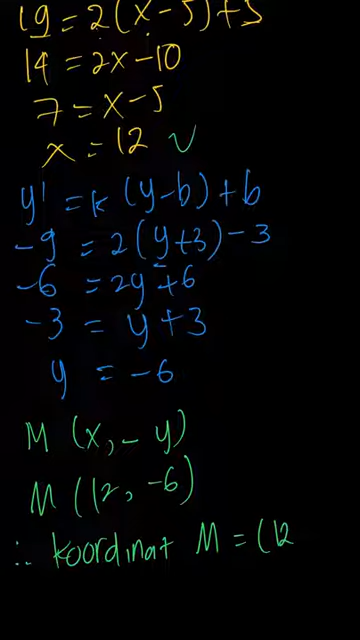 19 = 2(x-5)+5
14 = 2x-10
7 = x-5
x = 12 ✓
y' = k (y-b)+b
-9 = 2(y+3)-3
-6 = 2y+6
-3 = y+3
y = -6
M (x,-y)
M (12,-6)
∴ koordinat M = (12